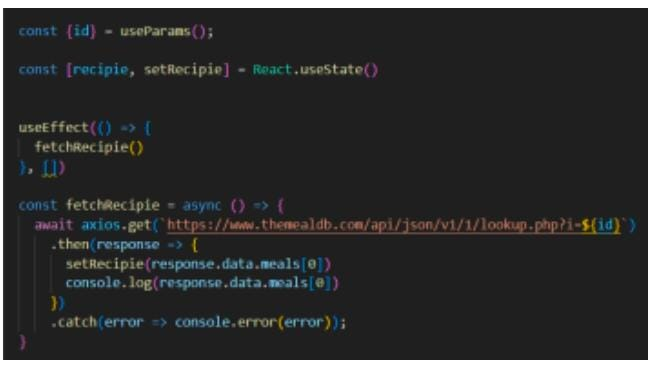 const {id} = useParams();
const [recipie, setRecipie] = React.useState()
useEffect(() => {
fetchRecipie()
}, [])
const fetchRecipie = async () => {
await axios.get(`https://www.themealdb.com/api/json/v1/1/lookup.php?i=${id}`)
.then(response => {
setRecipie(response.data.meals[0])
console.log(response.data.meals[0])
})
.catch(error => console.error(error));
}